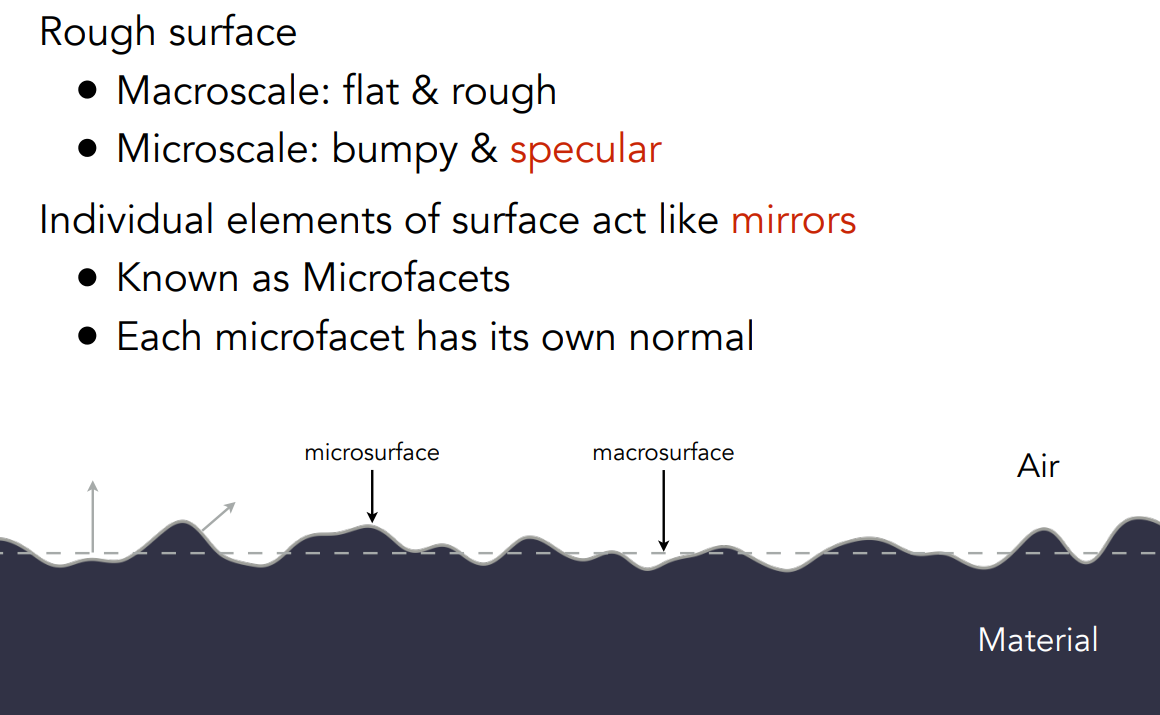 Rough surface
● Macroscale: flat & rough
● Microscale: bumpy & specular
Individual elements of surface act like mirrors
● Known as Microfacets
● Each microfacet has its own normal
microsurface
macrosurface
Air
Material